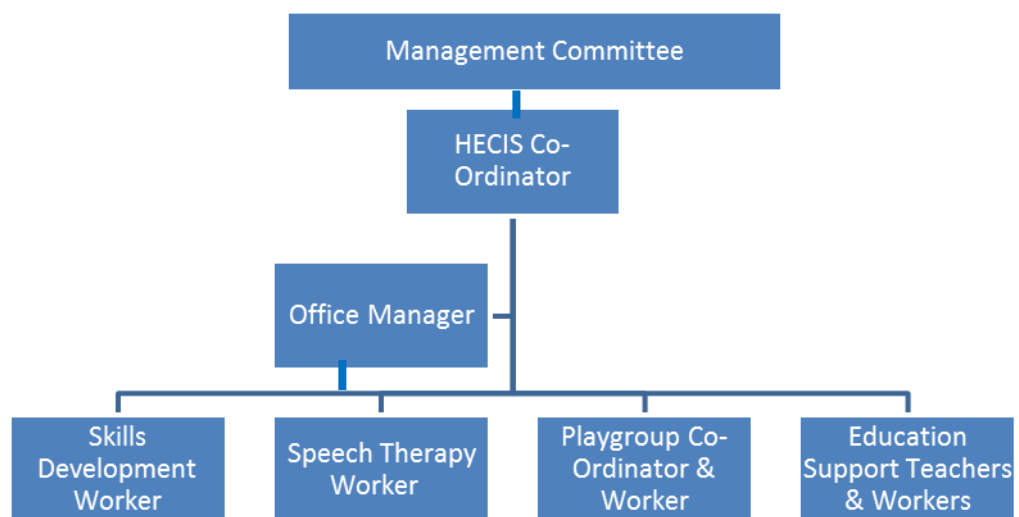 Management Committee
HECIS Co-
Ordinator
Office Manager
Skills
Development
Worker
Speech Therapy
Worker
Playgroup Co-
Ordinator &
Worker
Education
Support Teachers
& Workers